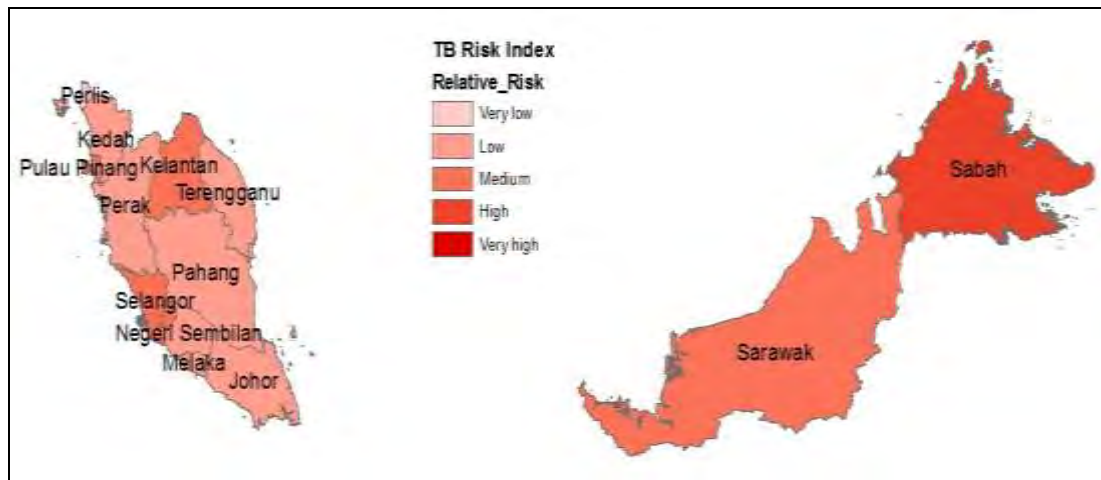 TB Risk Index
Relative_Risk
Very low
Low
Medium
High
Very high
Perlis
Kedah
Pulau Pinang
Kelantan
Terengganu
Perak
Pahang
Selangor
Negeri Sembilan
Melaka
Johor
Sabah
Sarawak